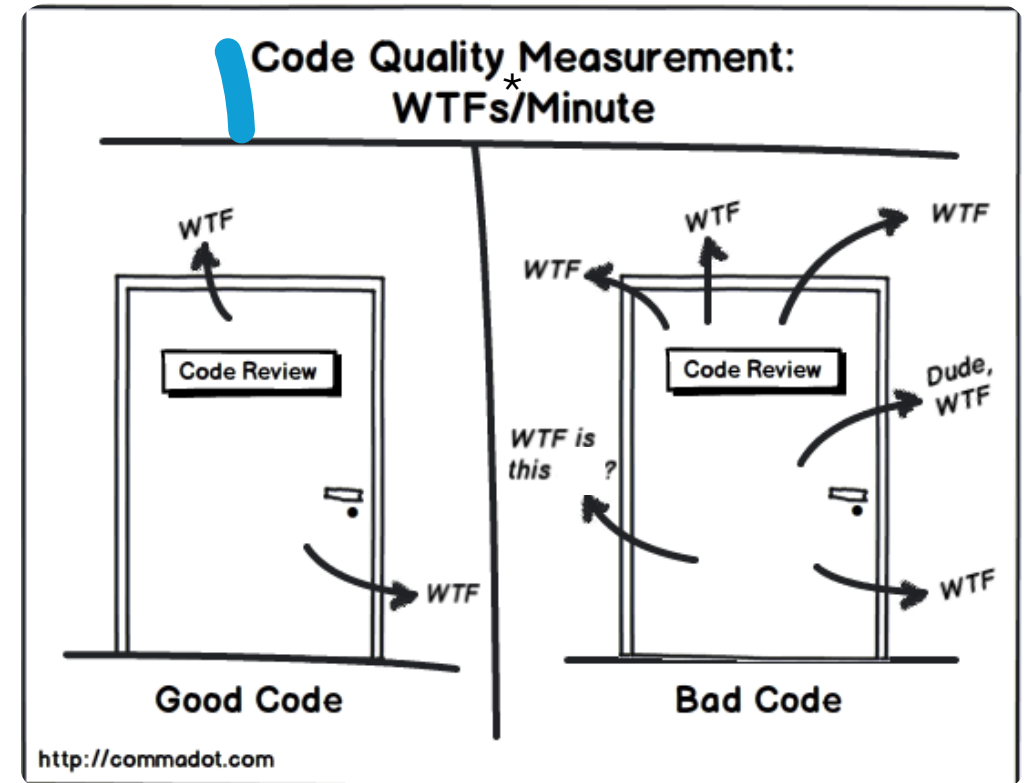 Code Quality Measurement:
WTFs*/Minute
WTF
Code Review
WTF
Good Code
WTF
WTF
WTF
Code Review
Dude,
WTF
WTF is
this ?
WTF
Bad Code
http://commadot.com